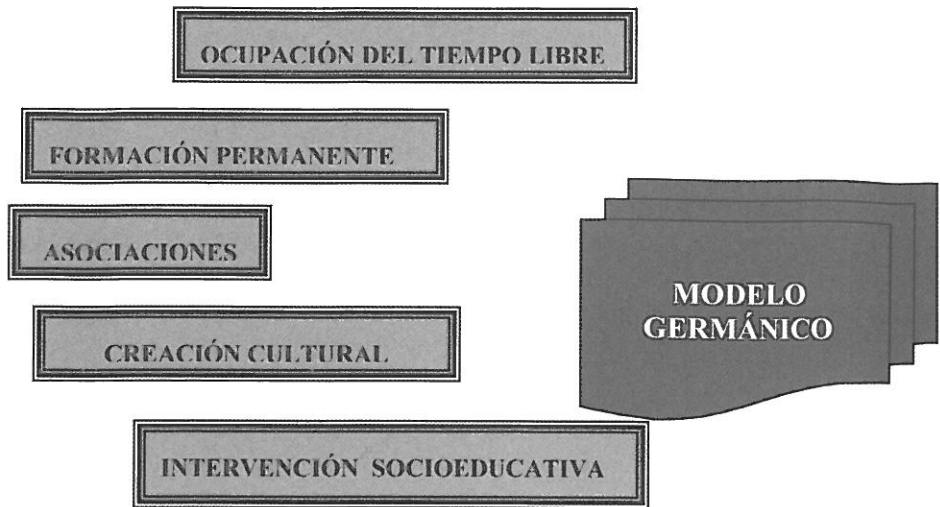 OCUPACIÓN DEL TIEMPO LIBRE
FORMACIÓN PERMANENTE
ASOCIACIONES
CREACIÓN CULTURAL
INTERVENCIÓN SOCIOEDUCATIVA
MODELO
GERMÁNICO